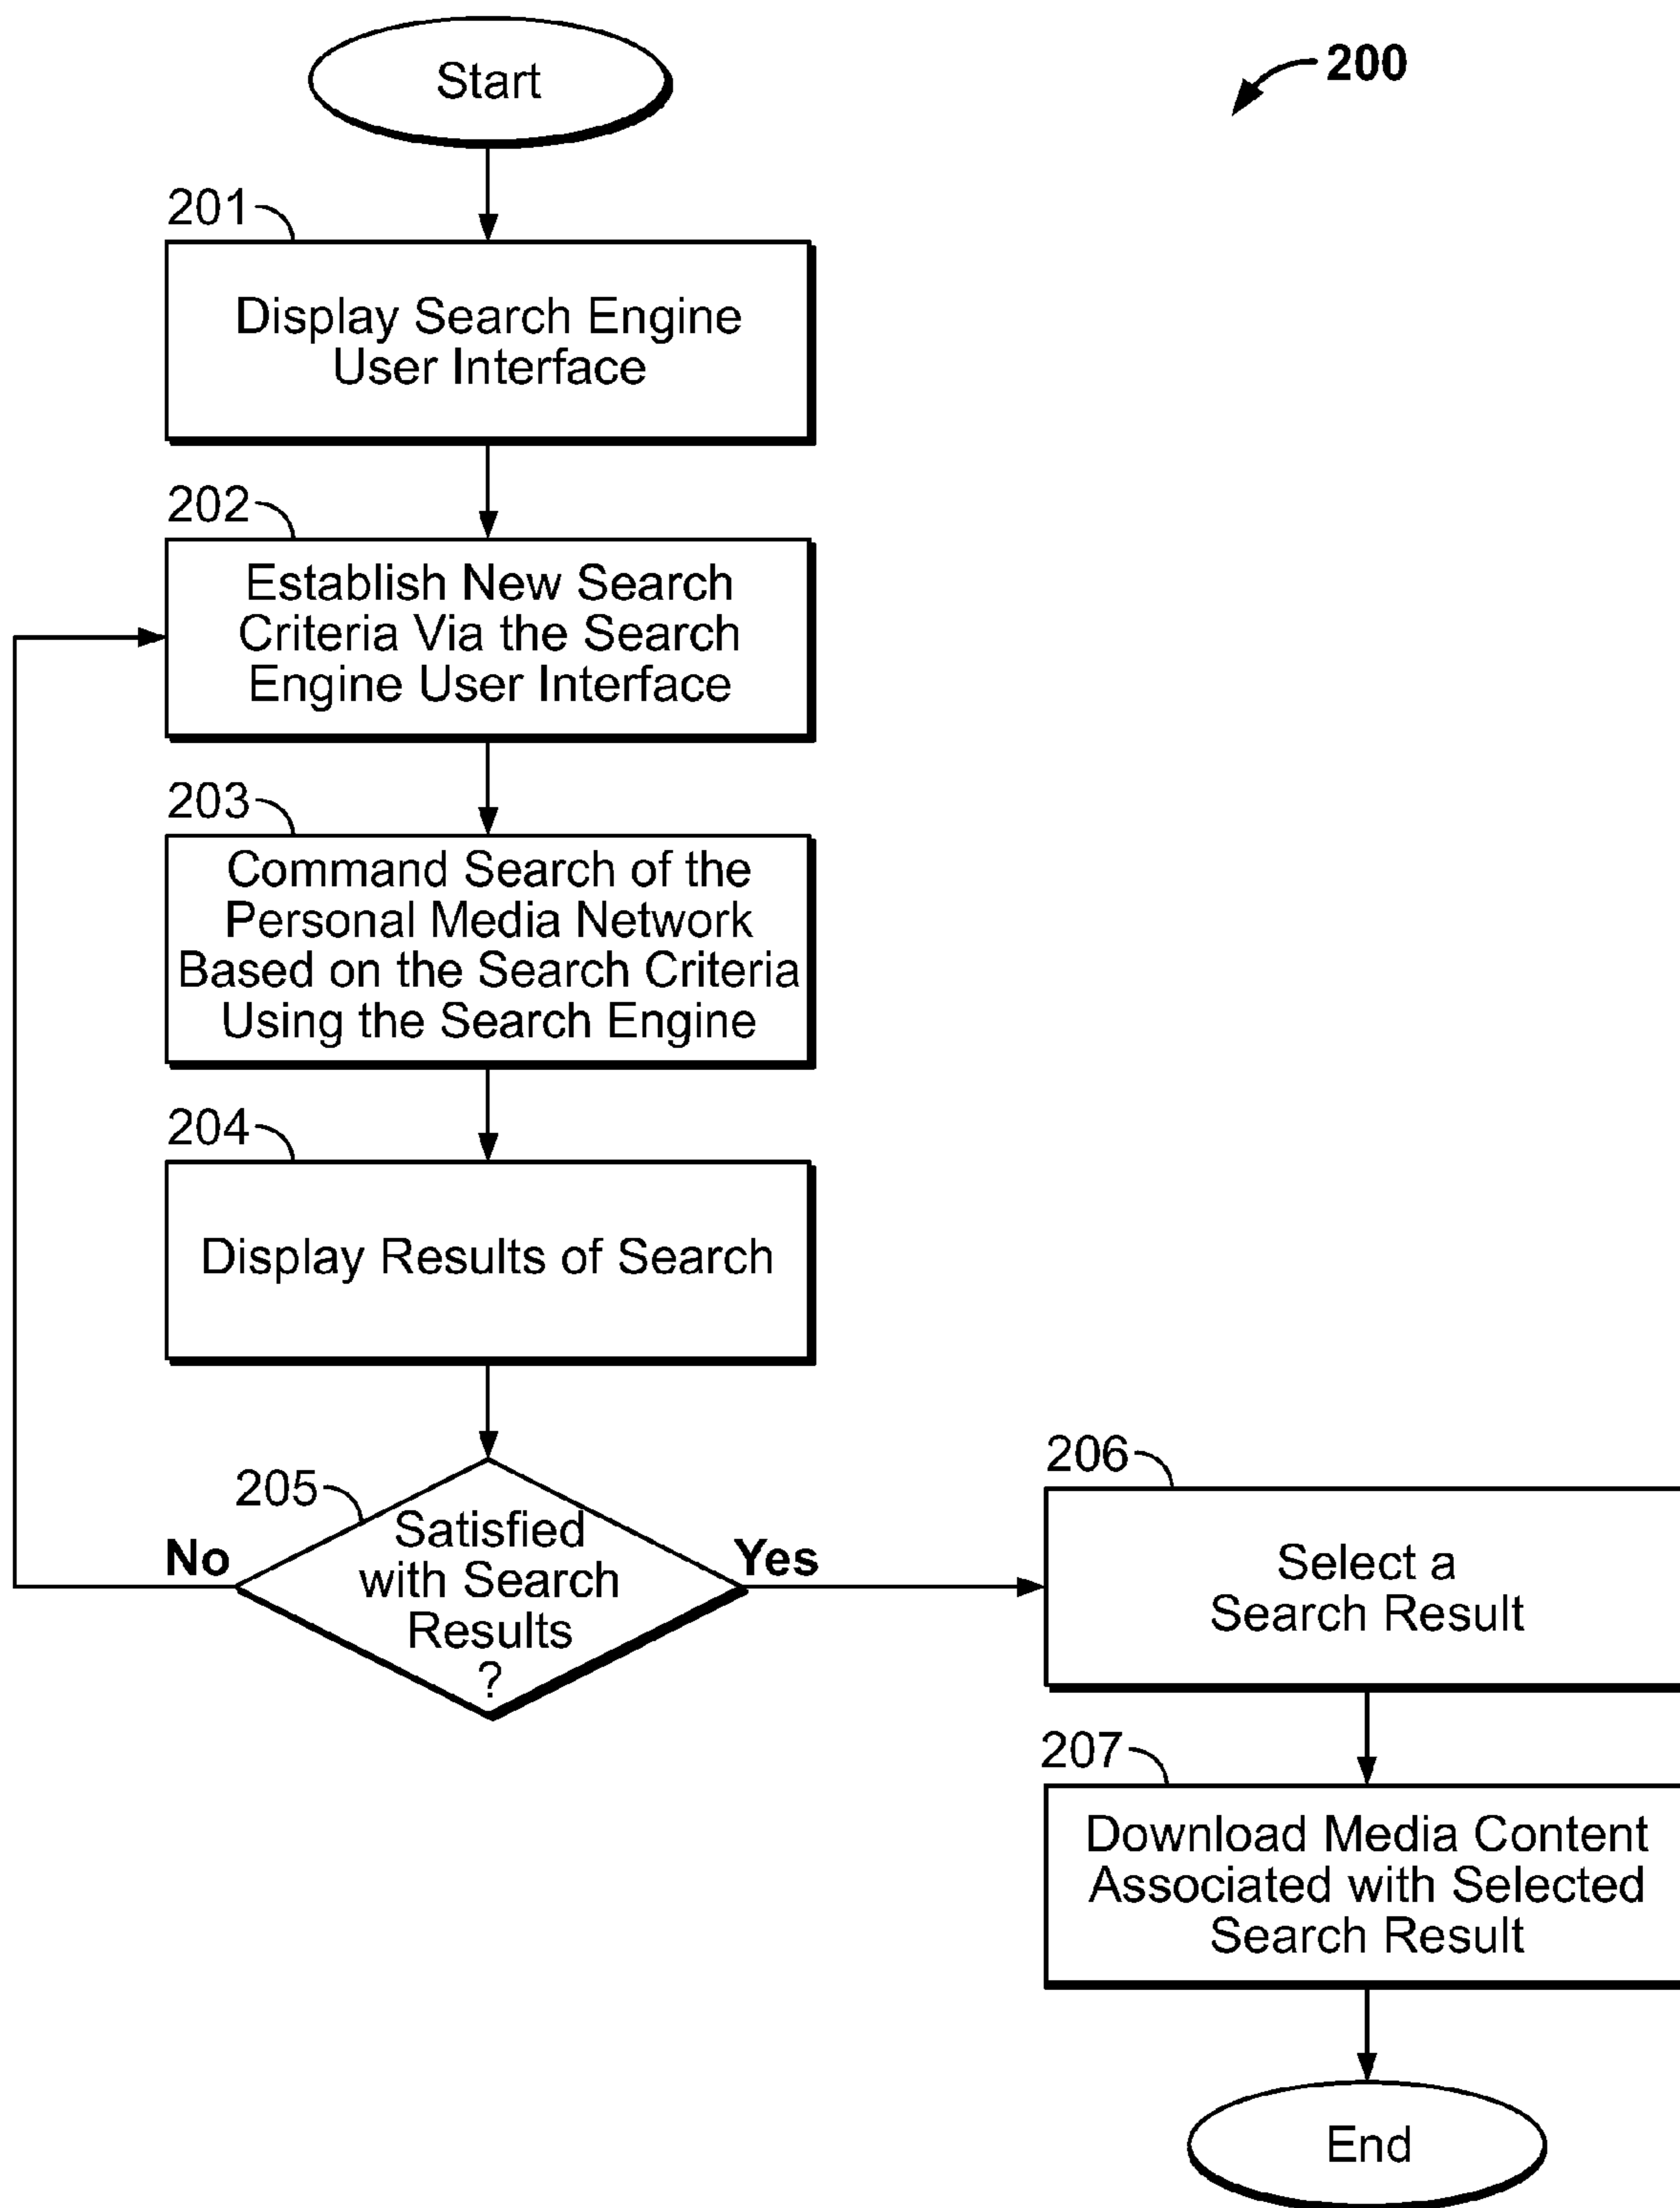 Start
200
201
Display Search Engine
User Interface
202
Establish New Search
Criteria Via the Search
Engine User Interface
203
Command Search of the
Personal Media Network
Based on the Search Criteria
Using the Search Engine
204
Display Results of Search
205
Satisfied
with Search
Results
?
No
Yes
206
Select a
Search Result
207
Download Media Content
Associated with Selected
Search Result
End